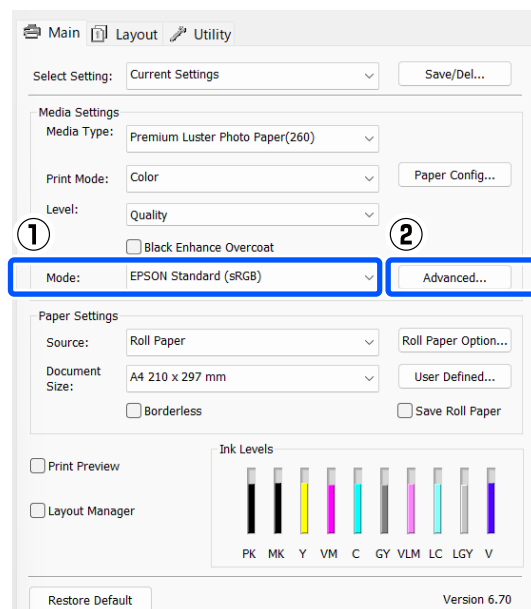 Main Layout Utility
Select Setting: Current Settings Save/Del...
Media Settings
Media Type: Premium Luster Photo Paper(260)
Print Mode: Color Paper Config...
Level: Quality
① ②
Black Enhance Overcoat
Mode: EPSON Standard (sRGB) Advanced...
Paper Settings
Source: Roll Paper Roll Paper Option...
Document
Size: A4 210 x 297 mm User Defined...
Borderless Save Roll Paper
Ink Levels
Print Preview
Layout Manager
PK MK Y VM C GY VLM LC LGY V
Restore Default Version 6.70